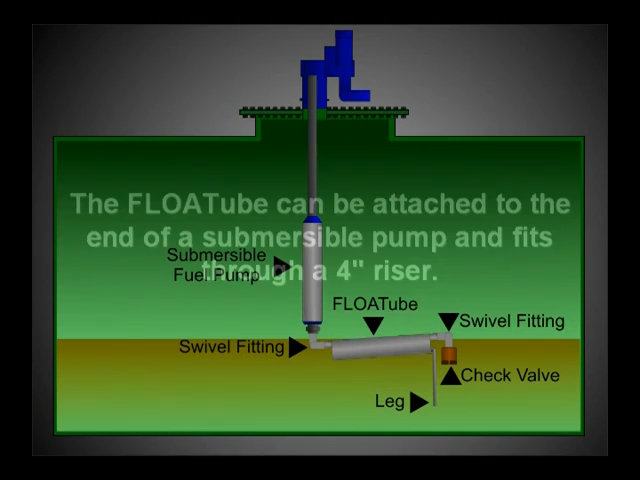 The FLOATube can be attached to the
end of a submersible pump and fits
through a 4" riser.
Submersible
Fuel Pump
FLOATube
Swivel Fitting
Swivel Fitting
Check Valve
Leg